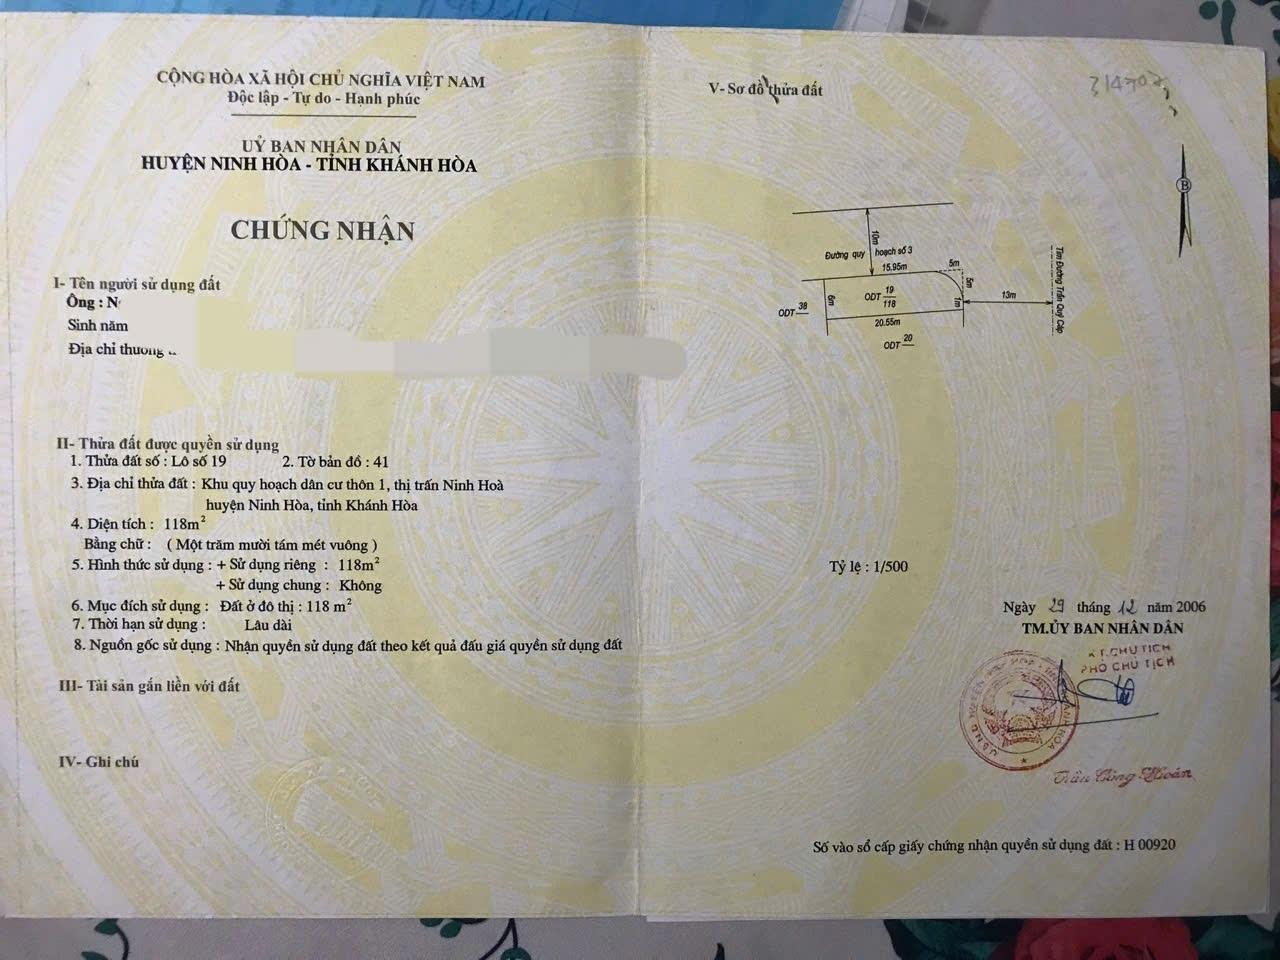 CỘNG HÒA XÃ HỘI CHỦ NGHĨA VIỆT NAM
Độc lập - Tự do - Hạnh phúc
UỶ BAN NHÂN DÂN
HUYỆN NINH HÒA - TỈNH KHÁNH HÒA
CHỨNG NHẬN
I- Tên người sử dụng đất
Ông : N
Sinh năm
Địa chỉ thường
II- Thửa đất được quyền sử dụng
1. Thửa đất số : Lô số 19 2. Tờ bản đồ : 41
3. Địa chỉ thửa đất : Khu quy hoạch dân cư thôn 1, thị trấn Ninh Hoà
huyện Ninh Hòa, tỉnh Khánh Hòa
4. Diện tích : 118m²
Bằng chữ : ( Một trăm mười tám mét vuông )
5. Hình thức sử dụng : + Sử dụng riêng : 118m²
+ Sử dụng chung : Không
6. Mục đích sử dụng : Đất ở đô thị : 118 m²
7. Thời hạn sử dụng : Lâu dài
8. Nguồn gốc sử dụng : Nhận quyền sử dụng đất theo kết quả đấu giá quyền sử dụng đất
III- Tài sản gắn liền với đất
IV- Ghi chú
V- Sơ đồ thửa đất
B
10m
Đường quy hoạch số 3
15.95m
5m
5m
6m
ODT 19
118
1m
13m
Tim Đường Trần Quý Cáp
ODT 38
20.55m
ODT 20
Tỷ lệ : 1/500
Ngày 29 tháng 12 năm 2006
TM.ỦY BAN NHÂN DÂN
KT.CHỦ TỊCH
PHÓ CHỦ TỊCH
Trần Công Hoán
Số vào sổ cấp giấy chứng nhận quyền sử dụng đất : H 00920